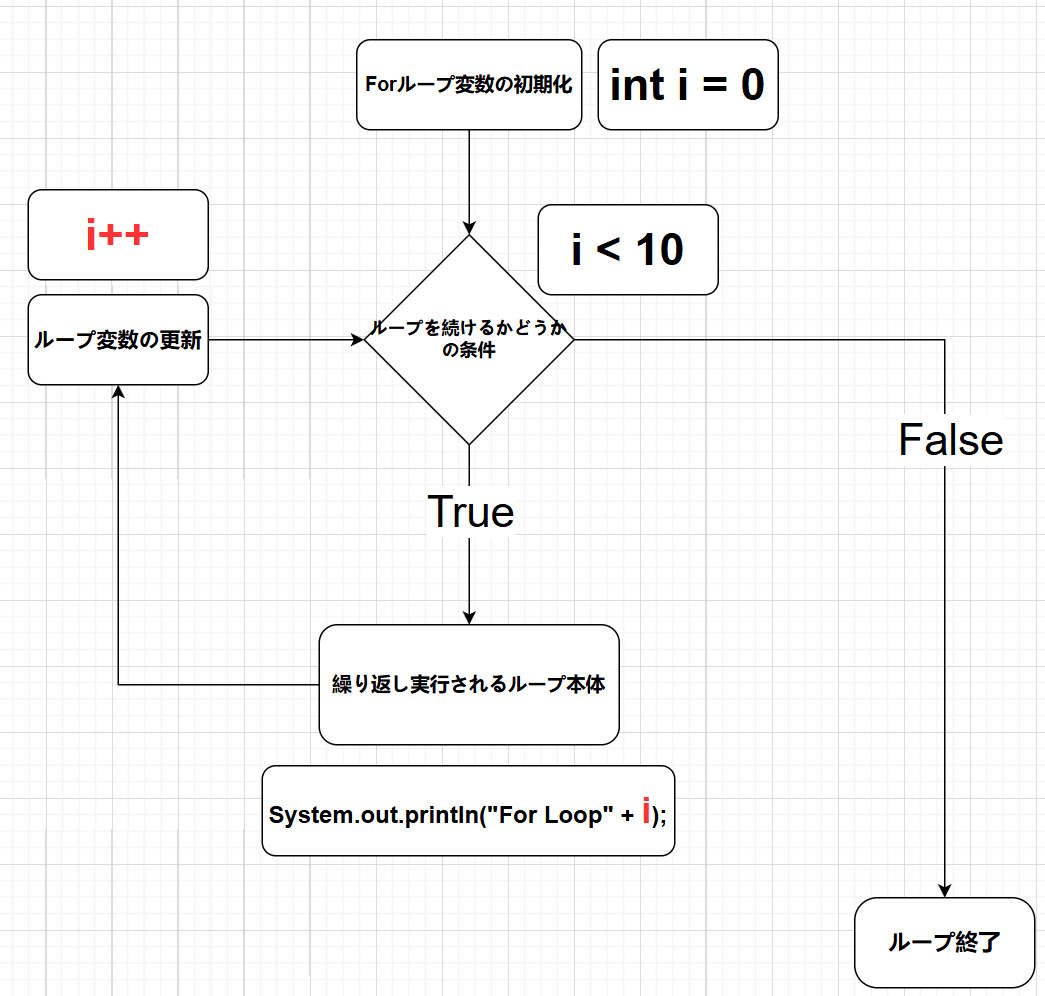 Forループ変数の初期化
int i = 0
i++
i < 10
ループ変数の更新
ループを続けるかどうか
の条件
False
True
繰り返し実行されるループ本体
System.out.println("For Loop" + i);
ループ終了